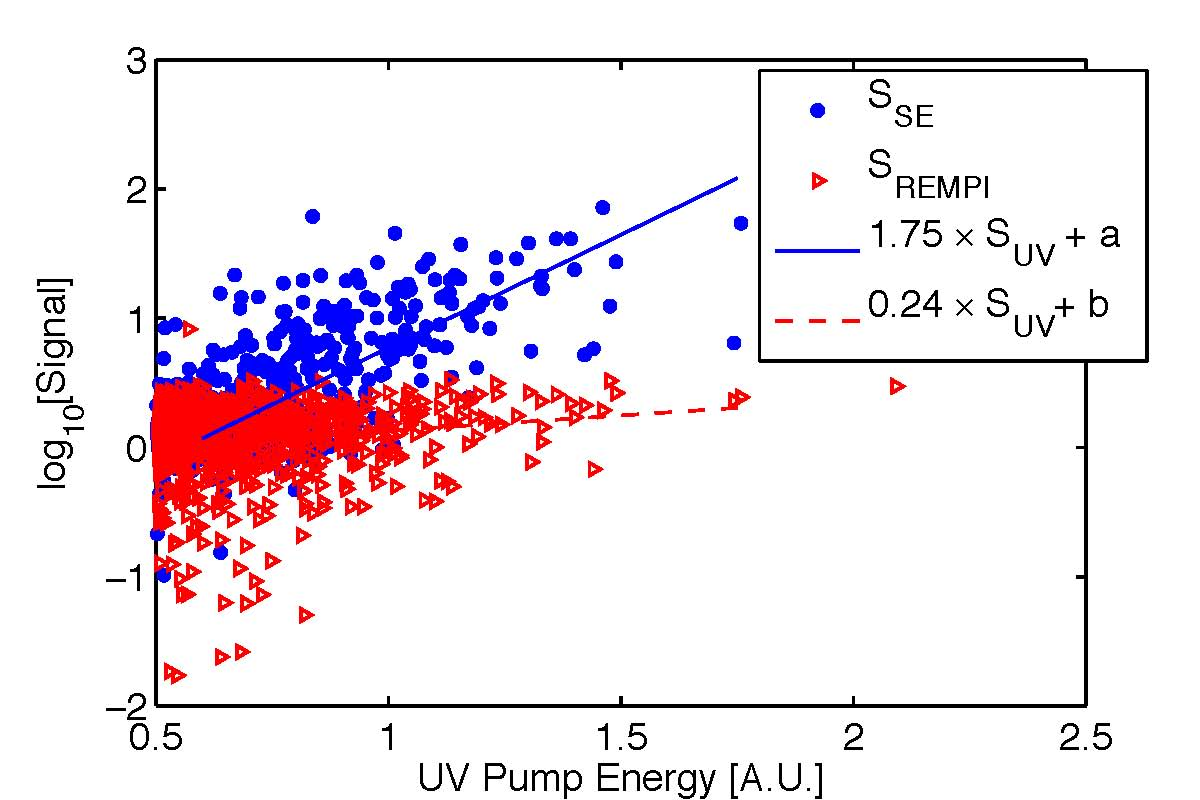 3
2
1
0
−1
−2
0.5 1 1.5 2 2.5
log10[Signal]
UV Pump Energy [A.U.]
SSE
SREMPI
1.75 × SUV + a
0.24 × SUV+ b